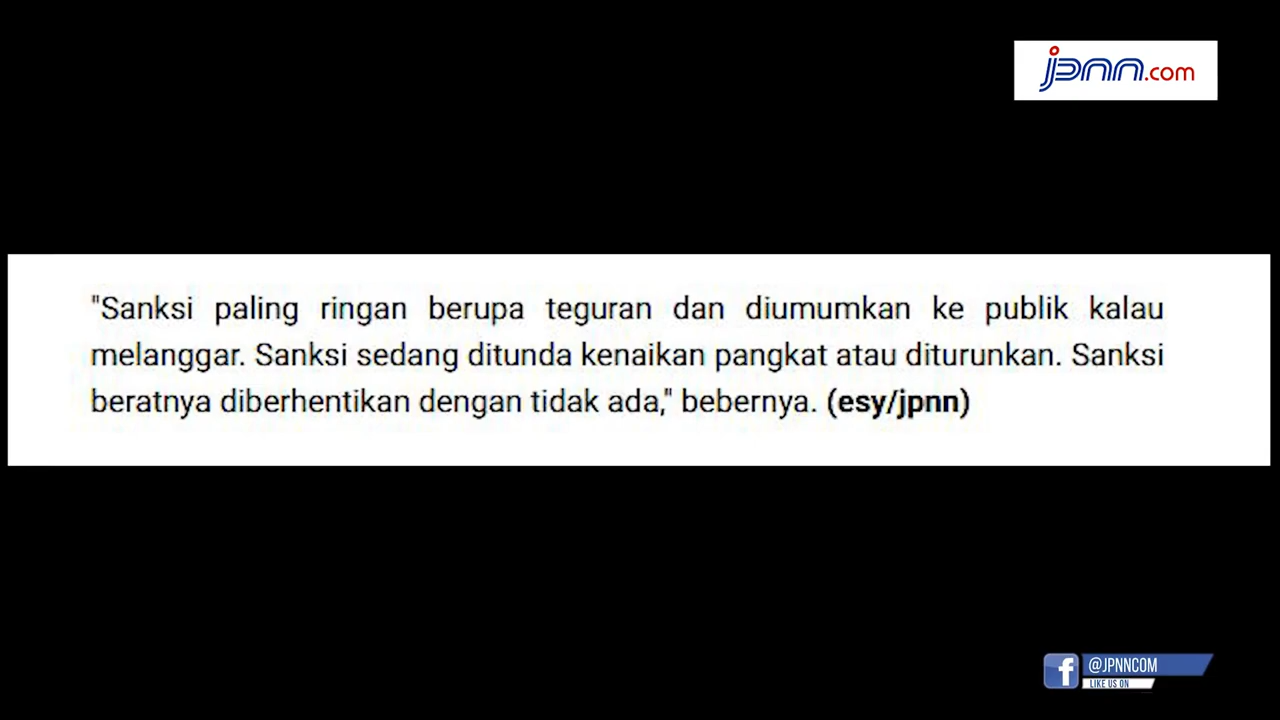 jpnn.com
"Sanksi paling ringan berupa teguran dan diumumkan ke publik kalau
melanggar. Sanksi sedang ditunda kenaikan pangkat atau diturunkan. Sanksi
beratnya diberhentikan dengan tidak ada," bebernya. (esy/jpnn)
f @JPNNCOM
LIKE US ON